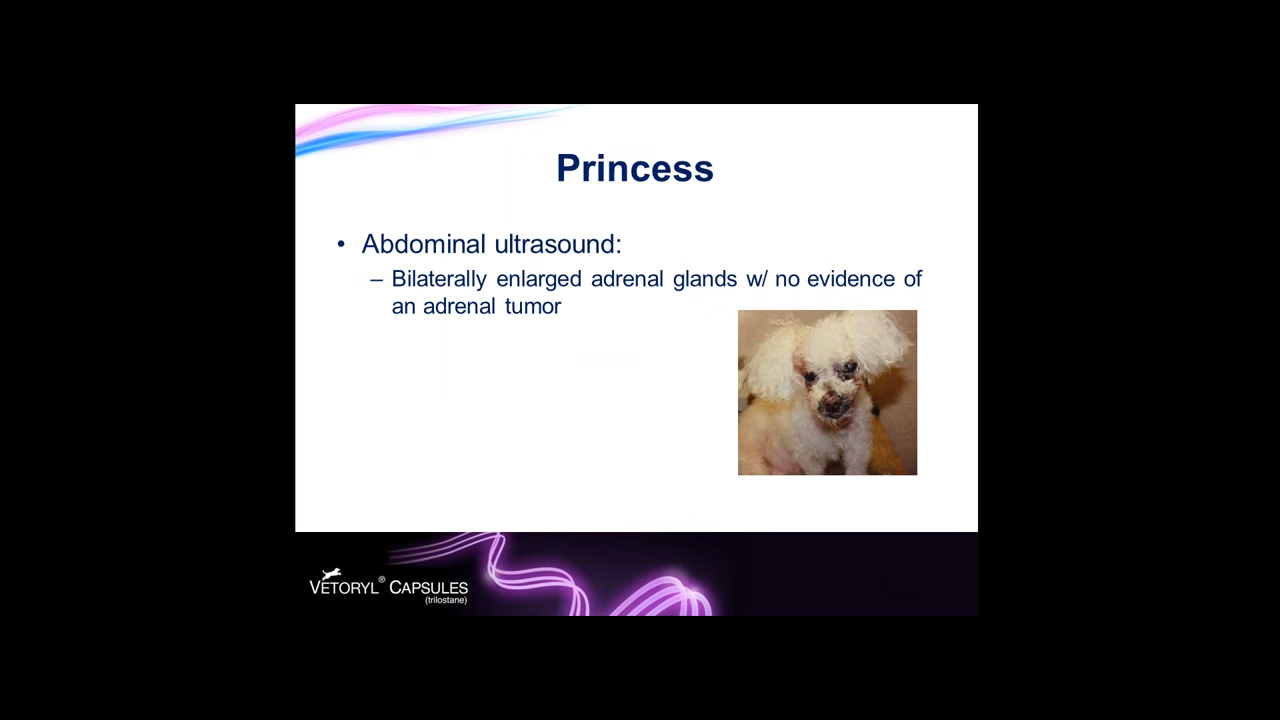 Princess
• Abdominal ultrasound:
– Bilaterally enlarged adrenal glands w/ no evidence of
an adrenal tumor
VETORYL® CAPSULES
(trilostane)